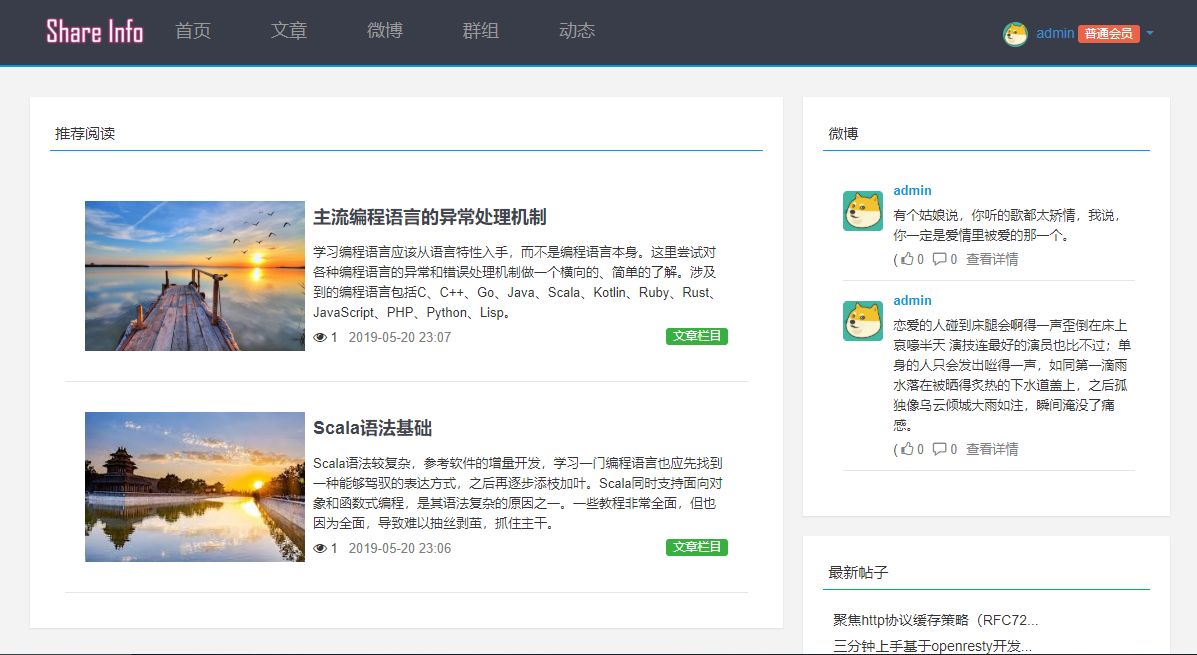 Share Info 首页 文章 微博 群组 动态 admin 普通会员
推荐阅读
主流编程语言的异常处理机制
学习编程语言应该从语言特性入手，而不是编程语言本身。这里尝试对
各种编程语言的异常和错误处理机制做一个横向的、简单的了解。涉及
到的编程语言包括C、C++、Go、Java、Scala、Kotlin、Ruby、Rust、
JavaScript、PHP、Python、Lisp。
1 2019-05-20 23:07 文章栏目
Scala语法基础
Scala语法较复杂，参考软件的增量开发，学习一门编程语言也应先找到
一种能够驾驭的表达方式，之后再逐步添枝加叶。Scala同时支持面向对
象和函数式编程，是其语法复杂的原因之一。一些教程非常全面，但也
因为全面，导致难以抽丝剥茧，抓住主干。
1 2019-05-20 23:06 文章栏目
微博
admin
有个姑娘说，你听的歌都太矫情，我说，
你一定是爱情里被爱的那一个。
( 0 0 查看详情
admin
恋爱的人碰到床腿会啊得一声歪倒在床上
哀嚎半天 演技连最好的演员也比不过；单
身的人只会发出咝得一声，如同第一滴雨
水落在被晒得炙热的下水道盖上，之后孤
独像乌云倾城大雨如注，瞬间淹没了痛
感。
( 0 0 查看详情
最新帖子
聚焦http协议缓存策略（RFC72...
三分钟上手基于openresty开发...